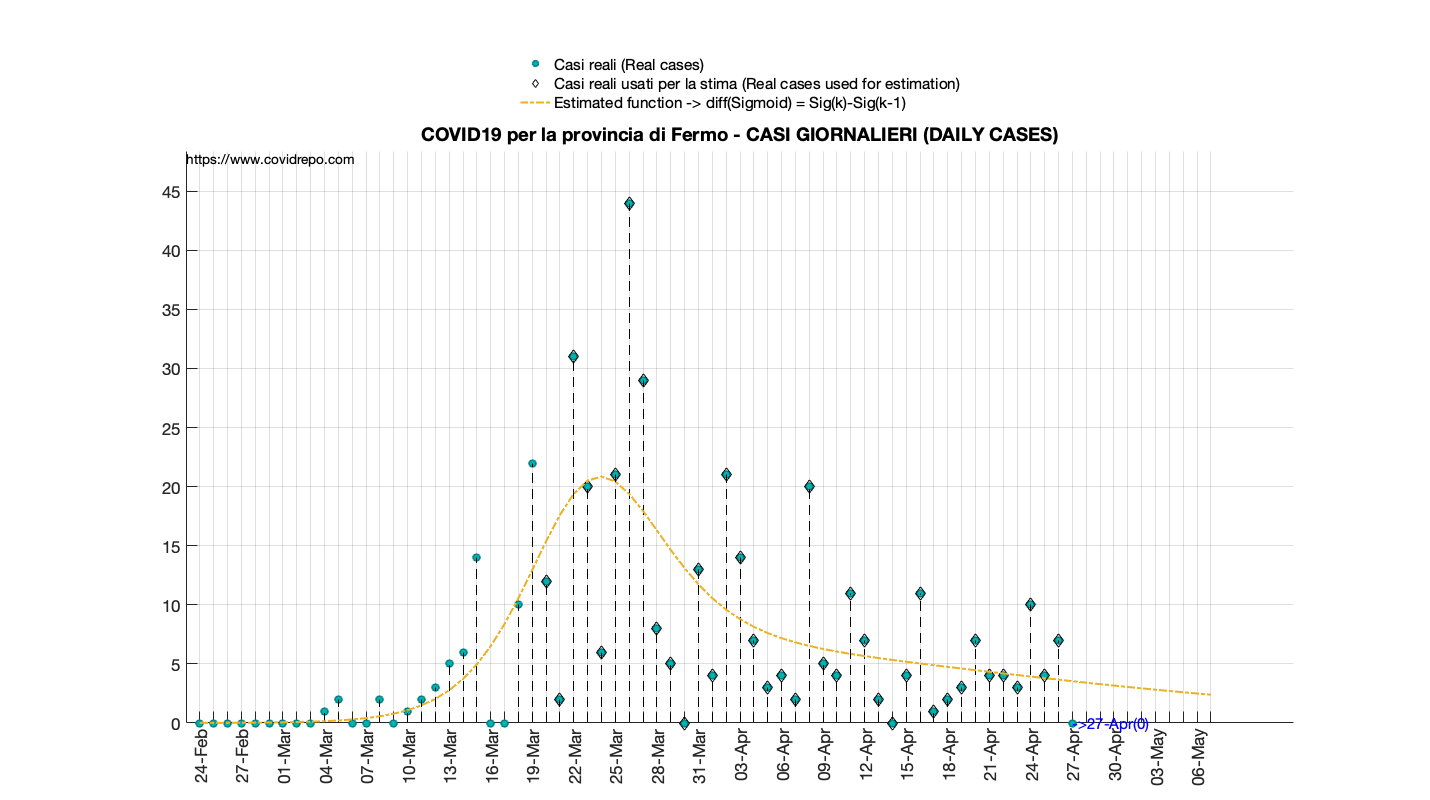 Casi reali (Real cases)
Casi reali usati per la stima (Real cases used for estimation)
Estimated function -> diff(Sigmoid) = Sig(k)-Sig(k-1)
COVID19 per la provincia di Fermo - CASI GIORNALIERI (DAILY CASES)
https://www.covidrepo.com
45
40
35
30
25
20
15
10
5
0
->27-Apr(0)
24-Feb
27-Feb
01-Mar
04-Mar
07-Mar
10-Mar
13-Mar
16-Mar
19-Mar
22-Mar
25-Mar
28-Mar
31-Mar
03-Apr
06-Apr
09-Apr
12-Apr
15-Apr
18-Apr
21-Apr
24-Apr
27-Apr
30-Apr
03-May
06-May